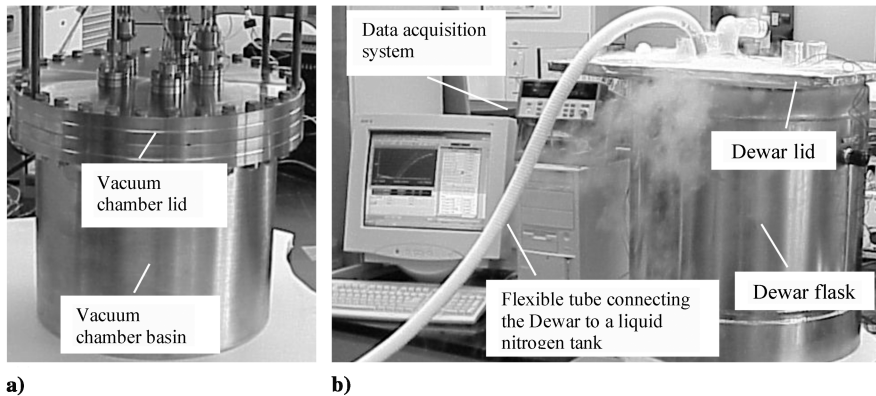 Vacuum
chamber lid
Vacuum
chamber basin
a)
Data acquisition
system
Dewar lid
Dewar flask
Flexible tube connecting
the Dewar to a liquid
nitrogen tank
b)